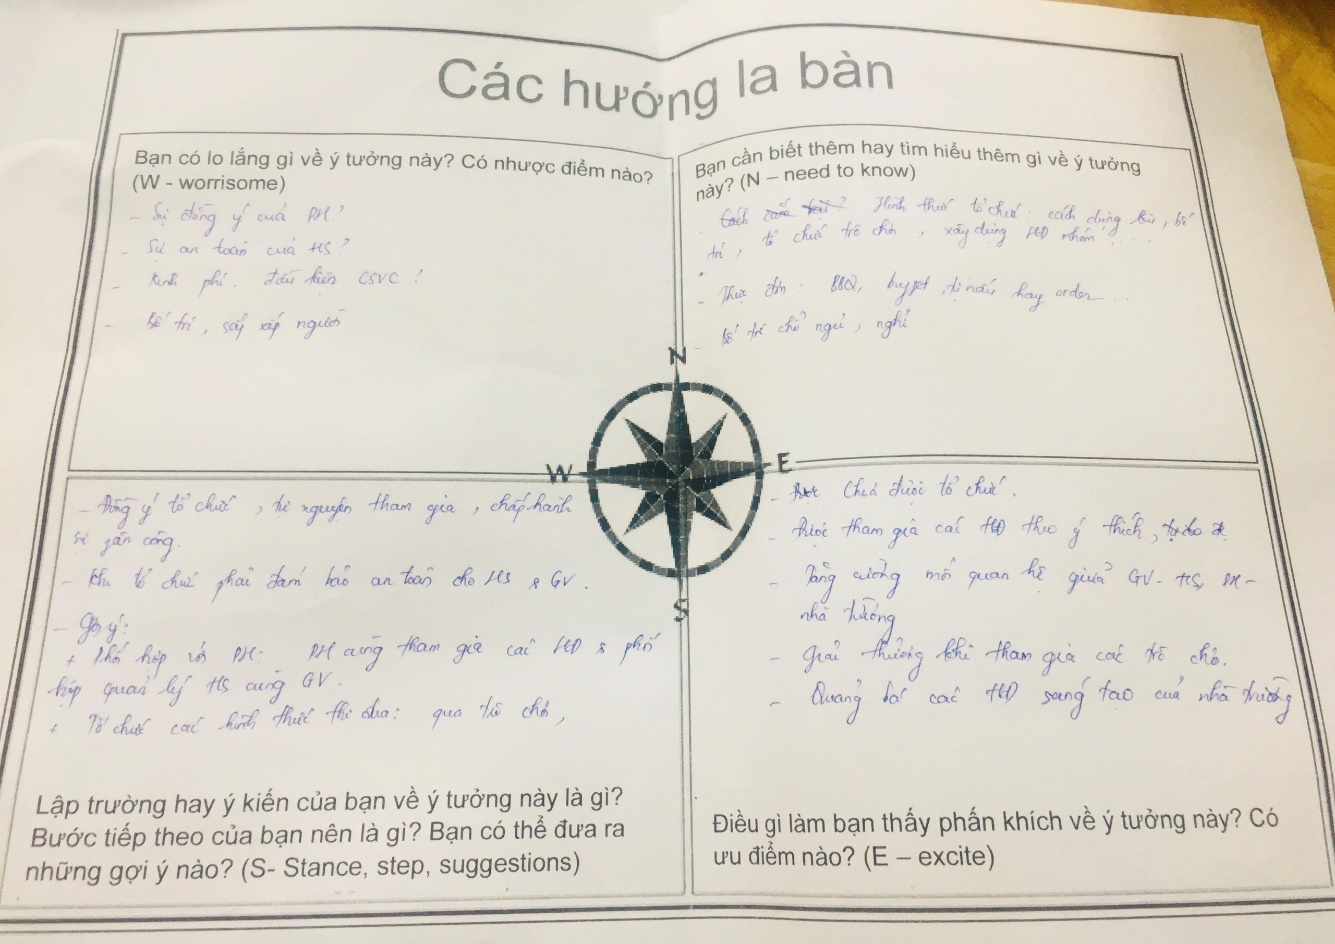 Các hướng la bàn
Bạn có lo lắng gì về ý tưởng này? Có nhược điểm nào?
(W - worrisome)
- Sự đồng ý của PH?
- Sự an toàn của HS?
- Kinh phí, điều kiện CSVC!
- Bố trí, sắp xếp người
Bạn cần biết thêm hay tìm hiểu thêm gì về ý tưởng
này? (N – need to know)
Hình thức tổ chức: cách dựng lều, bố
trí, tổ chức trò chơi, xây dựng HĐ nhóm ....
- Thực đơn: BBQ, buffet, tự nấu hay order ..
- Bố trí chỗ ngủ, nghỉ
N
W
E
S
- Đồng ý tổ chức, tự nguyện tham gia, chấp hành
sự phân công.
- Khi tổ chức phải đảm bảo an toàn cho HS & GV.
- Gợi ý:
+ Phối hợp với PH: PH cùng tham gia các HĐ & phối
hợp quản lý HS cùng GV.
+ Tổ chức các hình thức thi đua: qua trò chơi,
Lập trường hay ý kiến của bạn về ý tưởng này là gì?
Bước tiếp theo của bạn nên là gì? Bạn có thể đưa ra
những gợi ý nào? (S- Stance, step, suggestions)
- Chưa được tổ chức.
- Được tham gia các HĐ theo ý thích, tự do
- Tăng cường mối quan hệ giữa GV - HS, PH -
nhà trường
- Giải thưởng khi tham gia các trò chơi.
- Quảng bá các HĐ sáng tạo của nhà trường
Điều gì làm bạn thấy phấn khích về ý tưởng này? Có
ưu điểm nào? (E – excite)